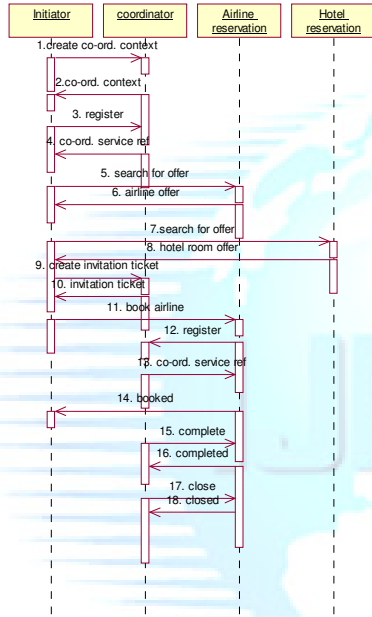 Initiator
coordinator
Airline
reservation
Hotel
reservation
1.create co-ord. context
2.co-ord. context
3. register
4. co-ord. service ref
5. search for offer
6. airline offer
7.search for offer
8. hotel room offer
9. create invitation ticket
10. invitation ticket
11. book airline
12. register
13. co-ord. service ref
14. booked
15. complete
16. completed
17. close
18. closed